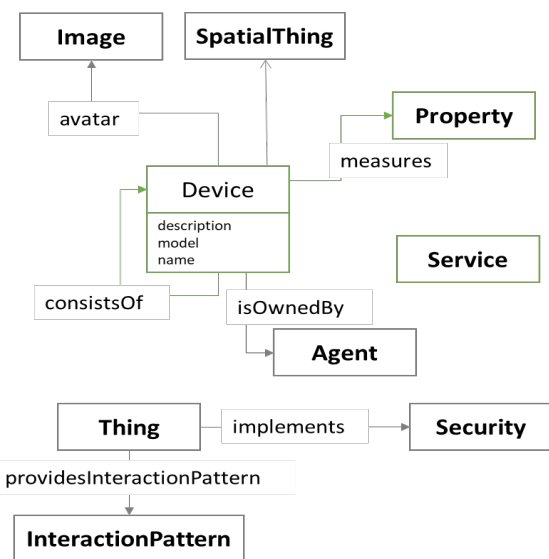 Image
SpatialThing
avatar
Property
measures
Device
description
model
name
Service
consistsOf
isOwnedBy
Agent
Thing
implements
Security
providesInteractionPattern
InteractionPattern